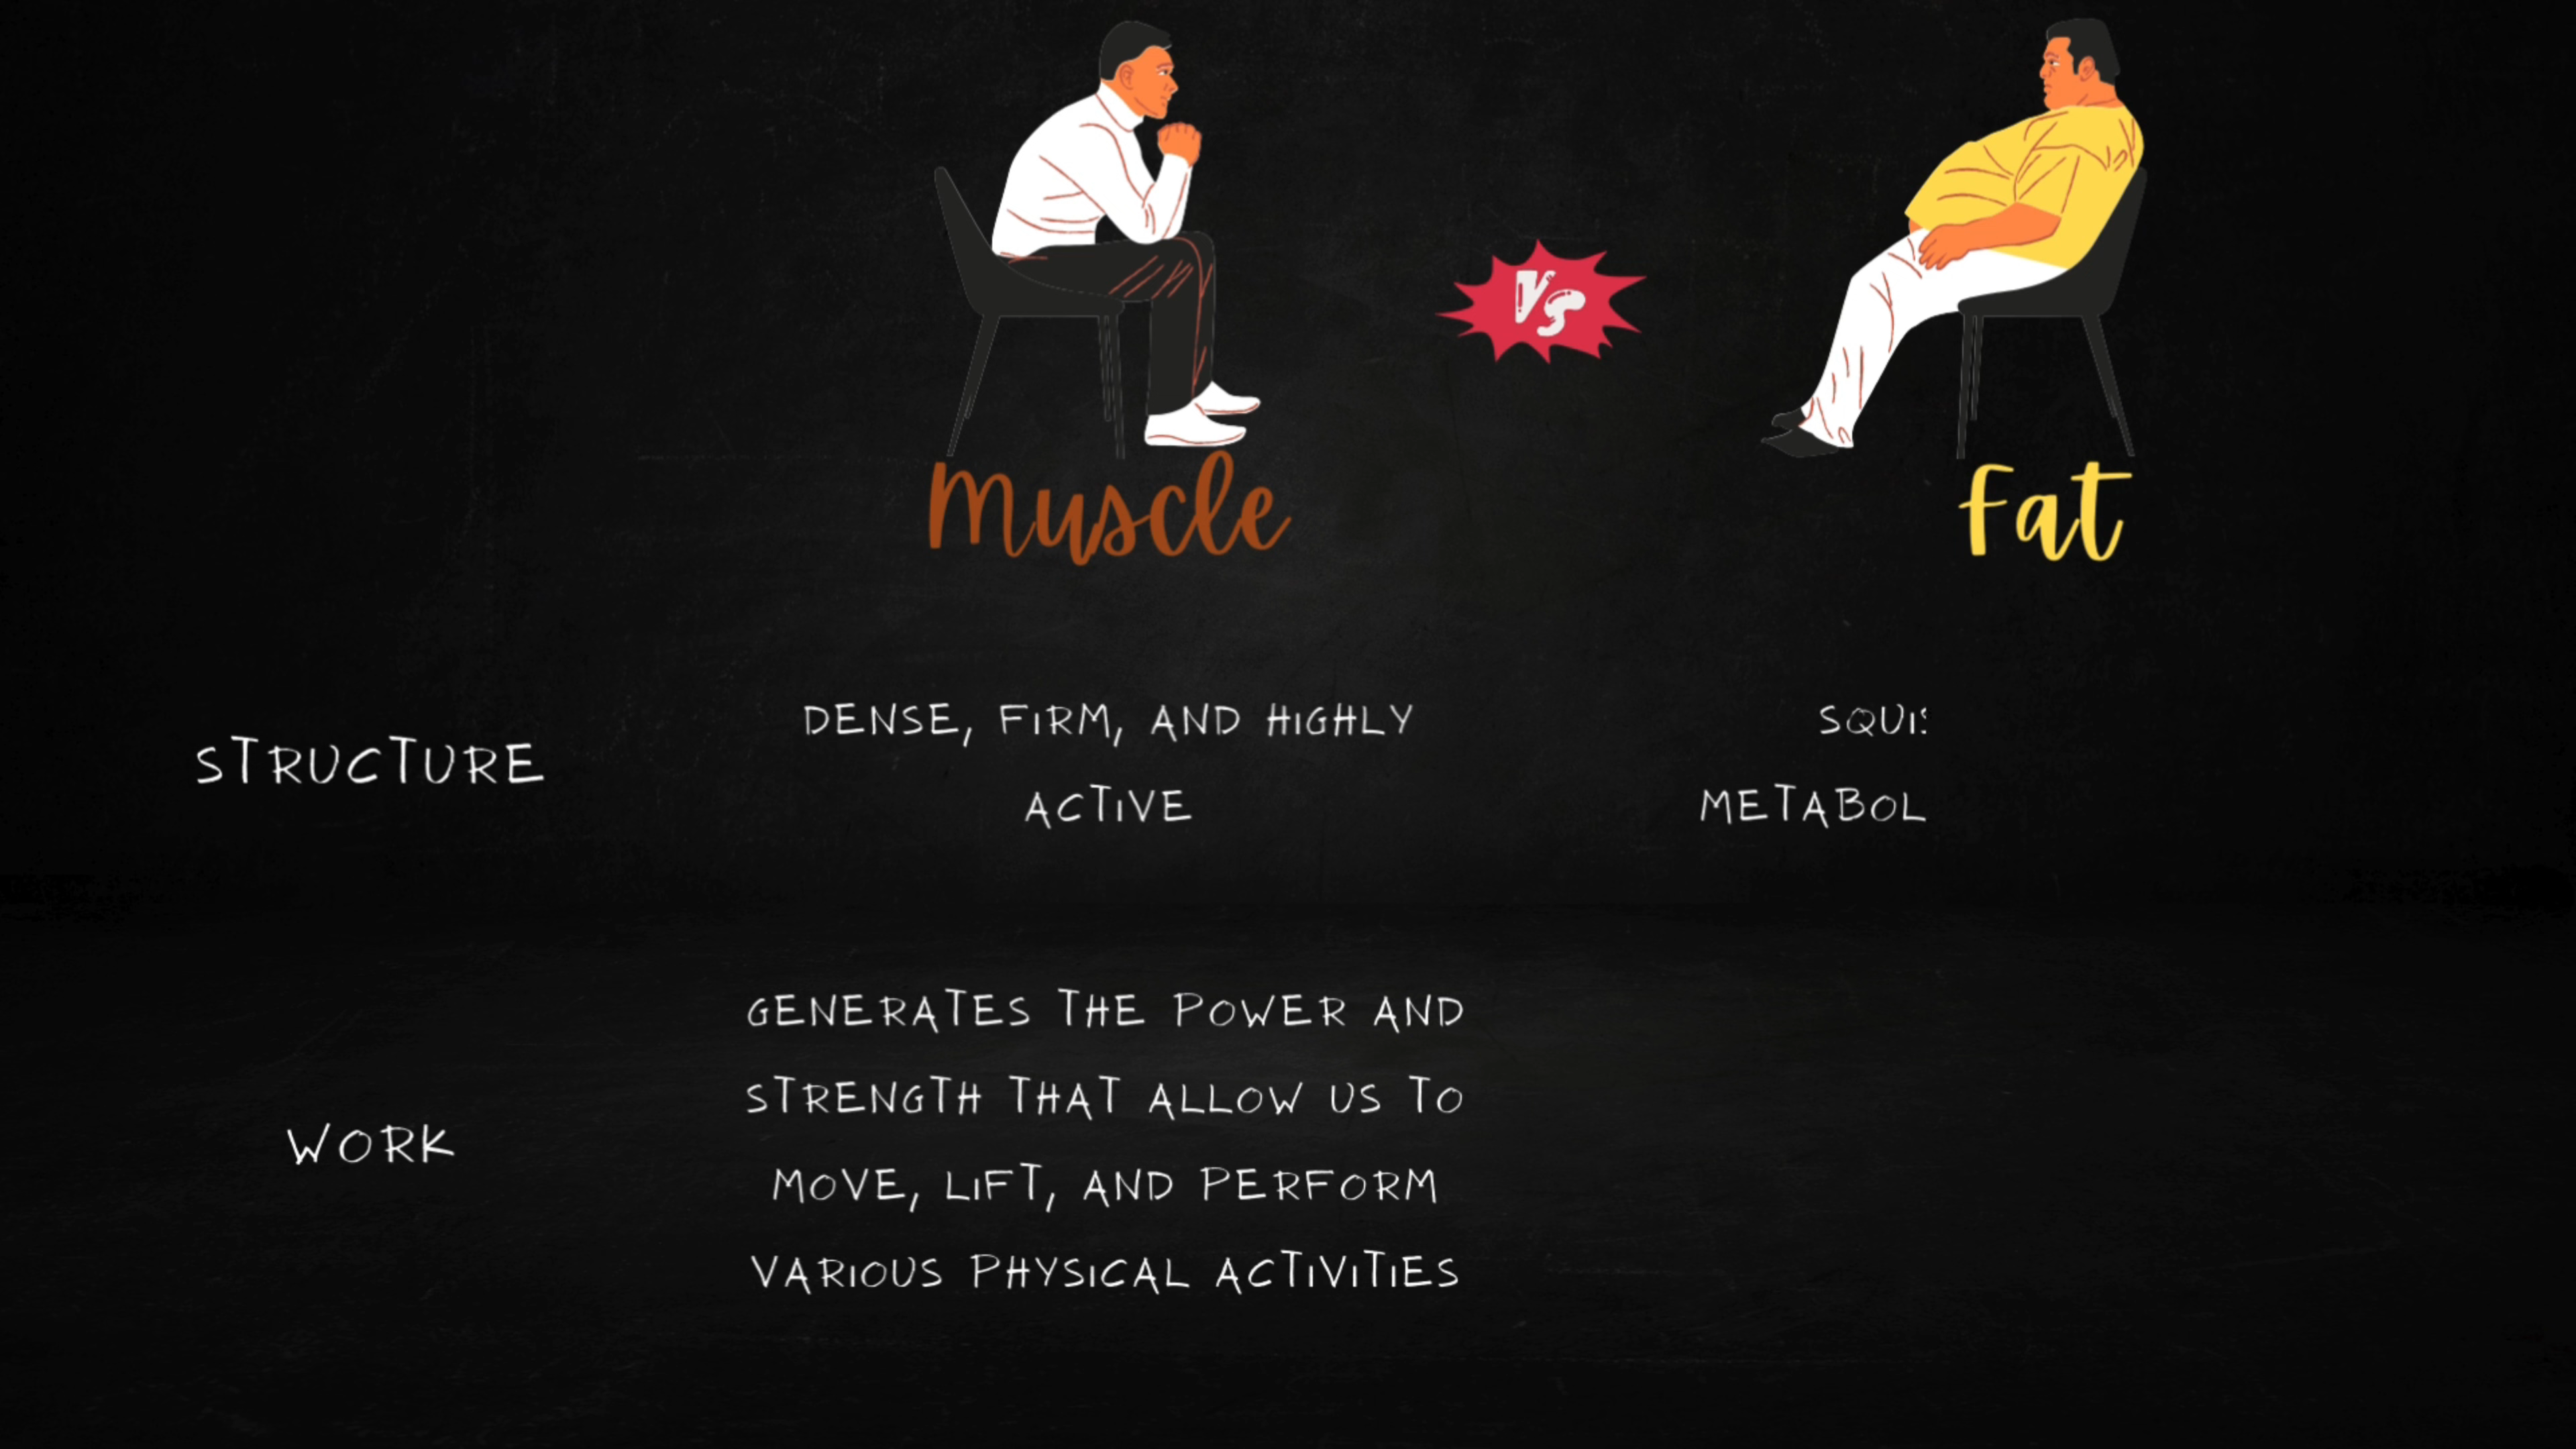 VS
Muscle
Fat
STRUCTURE
DENSE, FIRM, AND HIGHLY
ACTIVE
WORK
GENERATES THE POWER AND
STRENGTH THAT ALLOW US TO
MOVE, LIFT, AND PERFORM
VARIOUS PHYSICAL ACTIVITIES